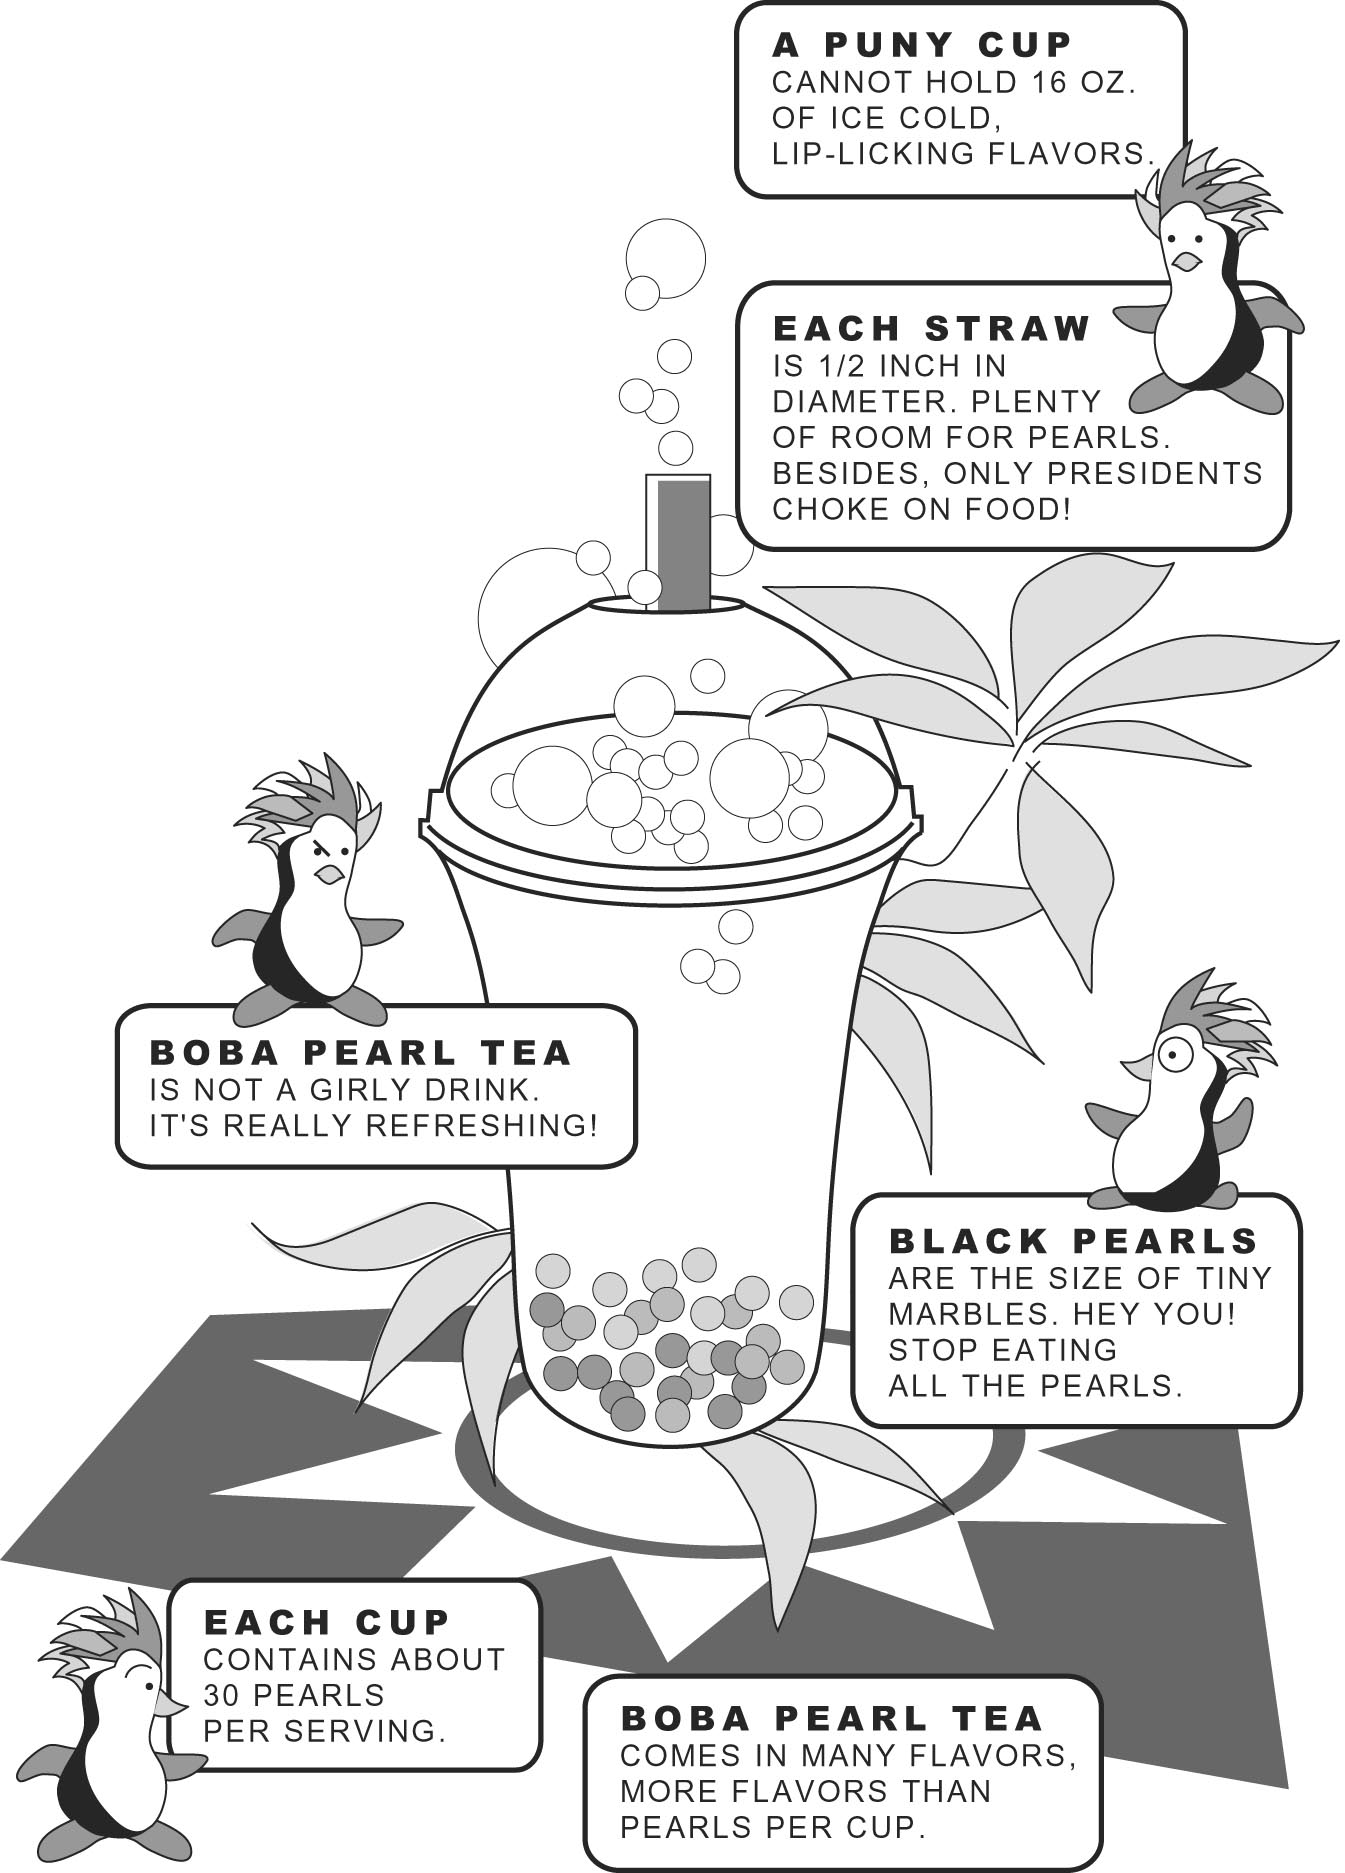 A PUNY CUP
CANNOT HOLD 16 OZ.
OF ICE COLD,
LIP-LICKING FLAVORS.
EACH STRAW
IS 1/2 INCH IN
DIAMETER. PLENTY
OF ROOM FOR PEARLS.
BESIDES, ONLY PRESIDENTS
CHOKE ON FOOD!
BOBA PEARL TEA
IS NOT A GIRLY DRINK.
IT'S REALLY REFRESHING!
BLACK PEARLS
ARE THE SIZE OF TINY
MARBLES. HEY YOU!
STOP EATING
ALL THE PEARLS.
EACH CUP
CONTAINS ABOUT
30 PEARLS
PER SERVING.
BOBA PEARL TEA
COMES IN MANY FLAVORS,
MORE FLAVORS THAN
PEARLS PER CUP.